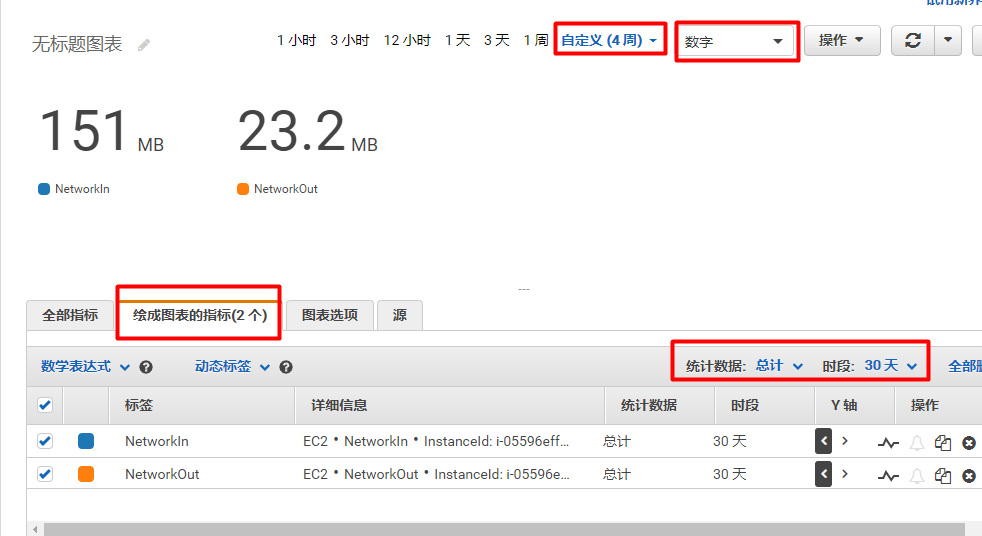 无标题图表 1 小时 3 小时 12 小时 1 天 3 天 1 周 自定义 (4 周) 数字 操作
151 MB 23.2 MB
NetworkIn NetworkOut
全部指标 绘成图表的指标(2 个) 图表选项 源
数学表达式 动态标签 统计数据: 总计 时段: 30 天 全部
标签 详细信息 统计数据 时段 Y 轴 操作
NetworkIn EC2 • NetworkIn • InstanceId: i-05596eff... 总计 30 天
NetworkOut EC2 • NetworkOut • InstanceId: i-05596e... 总计 30 天